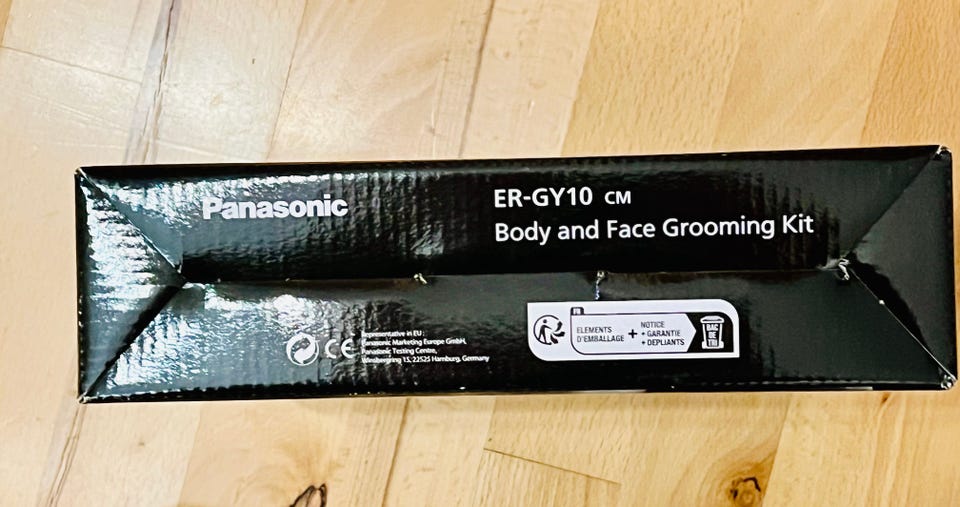 Panasonic
ER-GY10 CM
Body and Face Grooming Kit
Representative in EU :
Panasonic Marketing Europe GmbH,
Panasonic Testing Centre,
Winsbergring 15, 22525 Hamburg, Germany
CE
FR
ELEMENTS
D'EMBALLAGE
+
NOTICE
+ GARANTIE
+ DEPLIANTS
BAC
DE
TRI